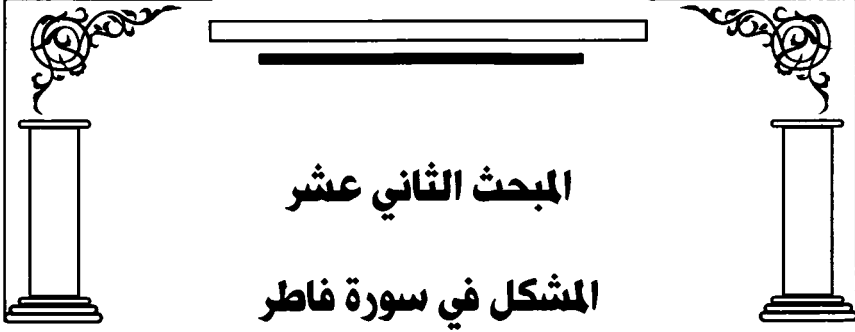 المبحث الثاني عشر
المشكل في سورة فاطر